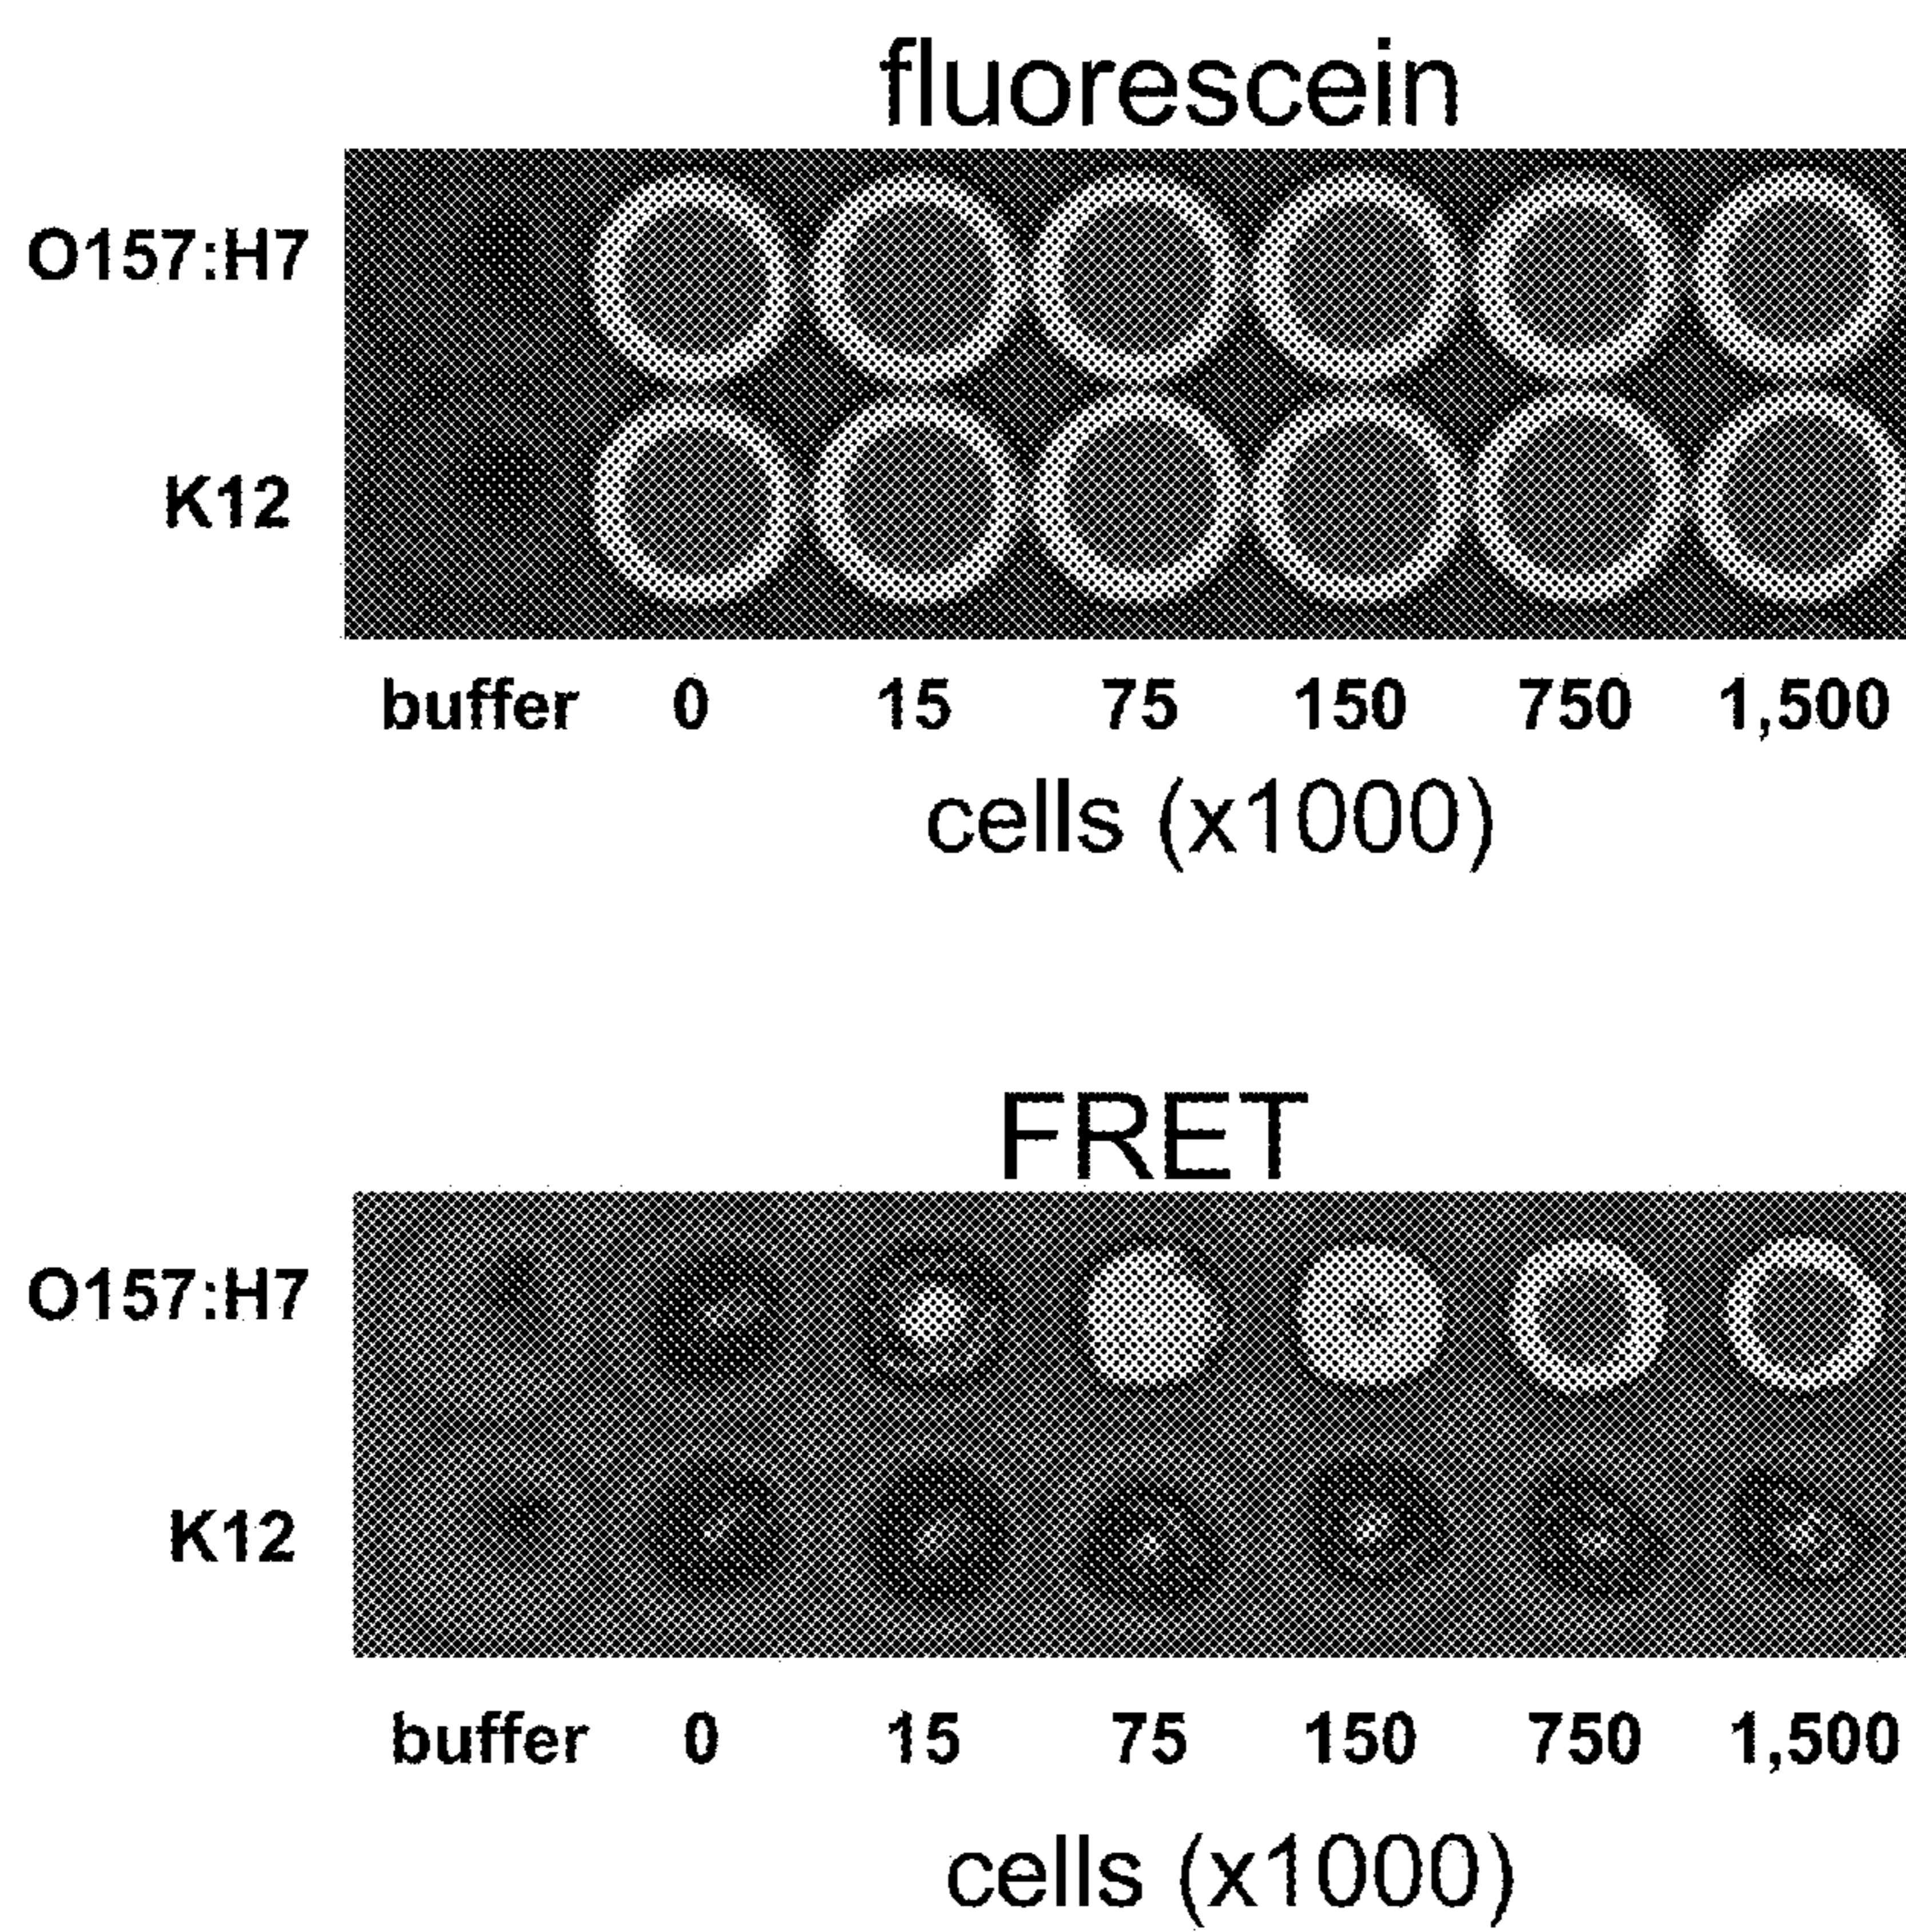 fluorescein
O157:H7
K12
buffer 0 15 75 150 750 1,500
cells (x1000)
FRET
O157:H7
K12
buffer 0 15 75 150 750 1,500
cells (x1000)